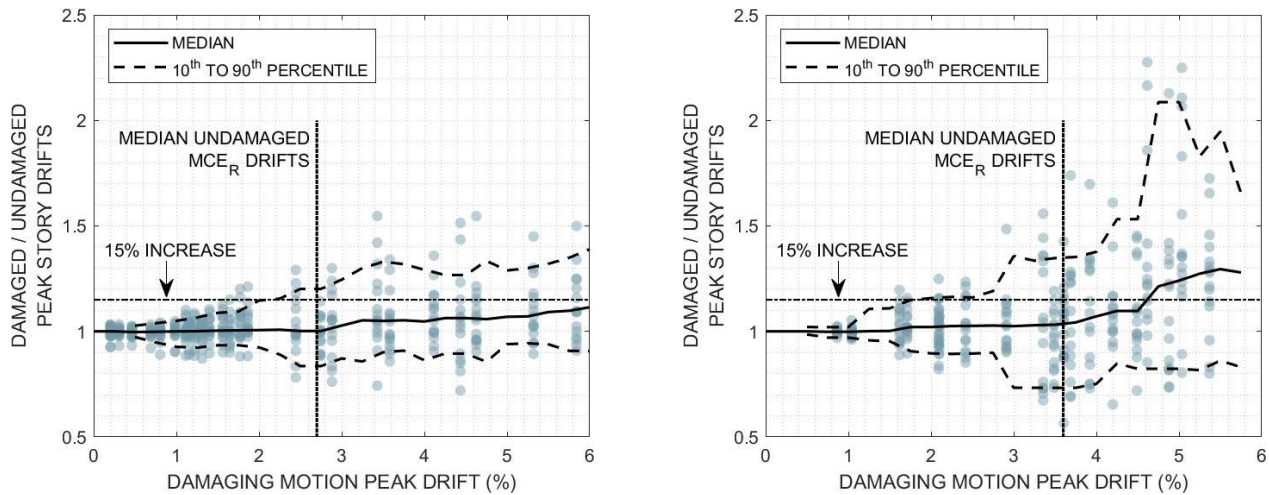 2.5
2
1.5
1
0.5
DAMAGED / UNDAMAGED
PEAK STORY DRIFTS
MEDIAN
10th TO 90th PERCENTILE
MEDIAN UNDAMAGED
MCER DRIFTS
15% INCREASE
0 1 2 3 4 5 6
DAMAGING MOTION PEAK DRIFT (%)
2.5
2
1.5
1
0.5
DAMAGED / UNDAMAGED
PEAK STORY DRIFTS
MEDIAN
10th TO 90th PERCENTILE
MEDIAN UNDAMAGED
MCER DRIFTS
15% INCREASE
0 1 2 3 4 5 6
DAMAGING MOTION PEAK DRIFT (%)